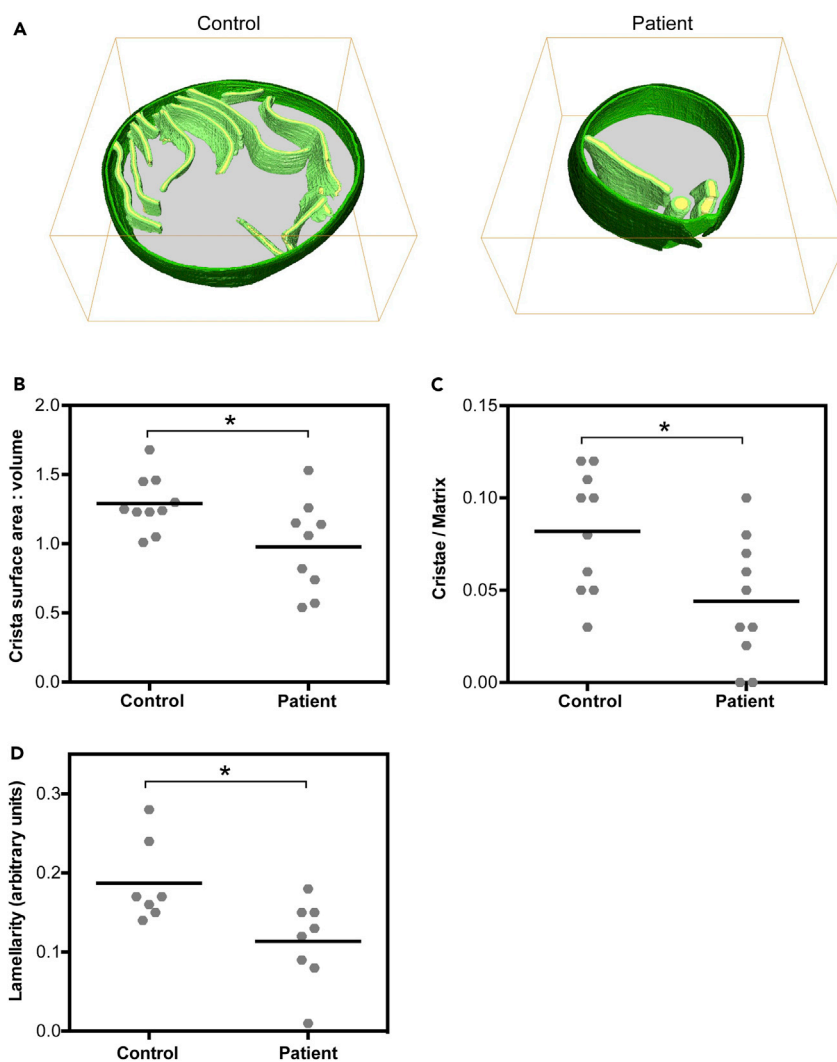 A
Control
Patient
B
Crista surface area : volume
2.0
1.5
1.0
0.5
0.0
*
Control
Patient
C
Cristae / Matrix
0.15
0.10
0.05
0.00
*
Control
Patient
D
Lamellarity (arbitrary units)
0.3
0.2
0.1
0.0
*
Control
Patient